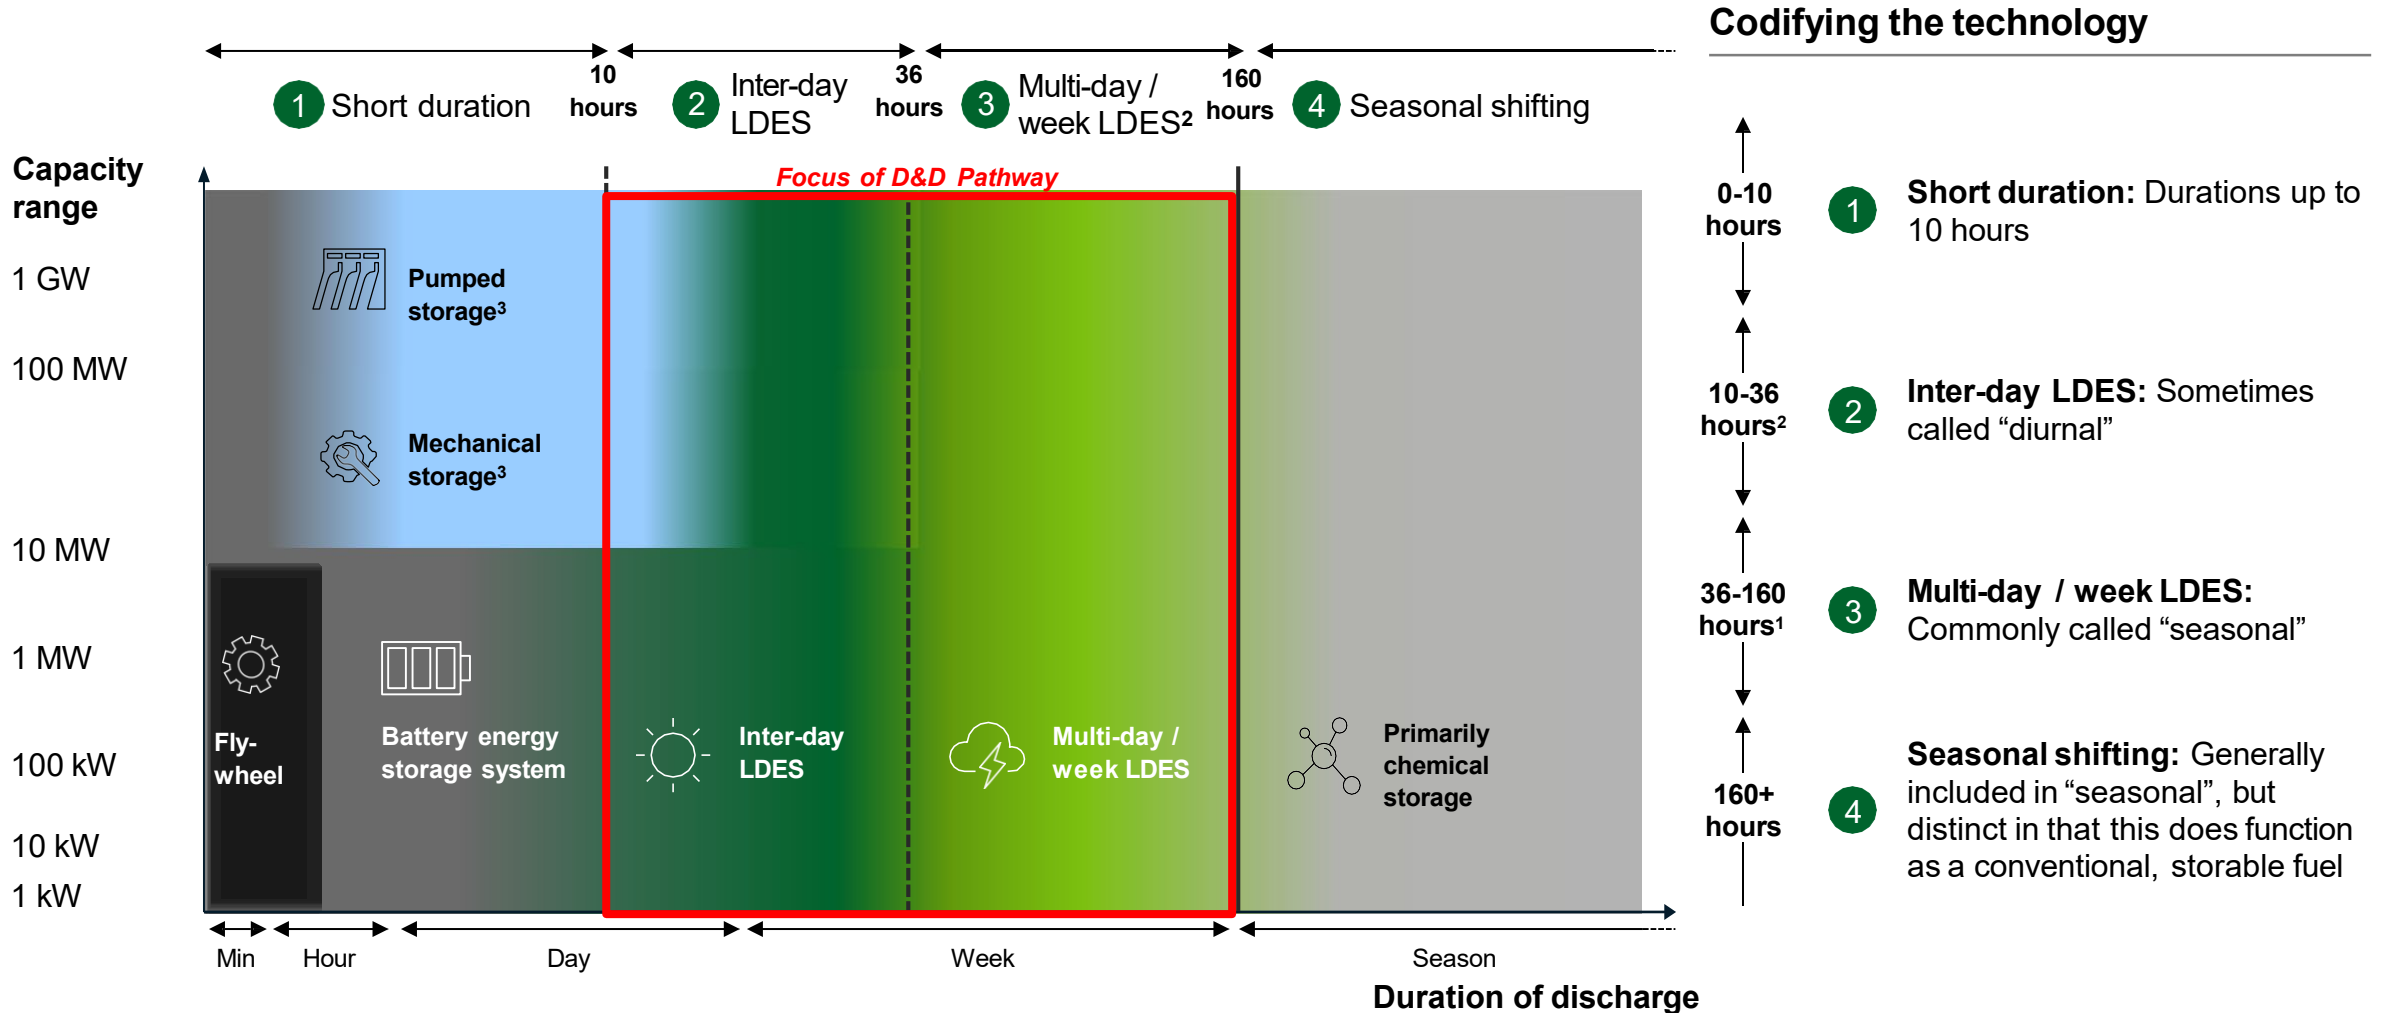 Codifying the technology
10
hours
36
hours
160
hours
1 Short duration
2 Inter-day
LDES
3 Multi-day /
week LDES²
4 Seasonal shifting
Capacity
range
Focus of D&D Pathway
1 GW
100 MW
10 MW
1 MW
100 kW
10 kW
1 kW
Pumped
storage³
Mechanical
storage³
Fly-
wheel
Battery energy
storage system
Inter-day
LDES
Multi-day /
week LDES
Primarily
chemical
storage
Min
Hour
Day
Week
Season
Duration of discharge
0-10
hours
1
Short duration: Durations up to
10 hours
10-36
hours²
2
Inter-day LDES: Sometimes
called “diurnal”
36-160
hours¹
3
Multi-day / week LDES:
Commonly called “seasonal”
160+
hours
4
Seasonal shifting: Generally
included in “seasonal”, but
distinct in that this does function
as a conventional, storable fuel